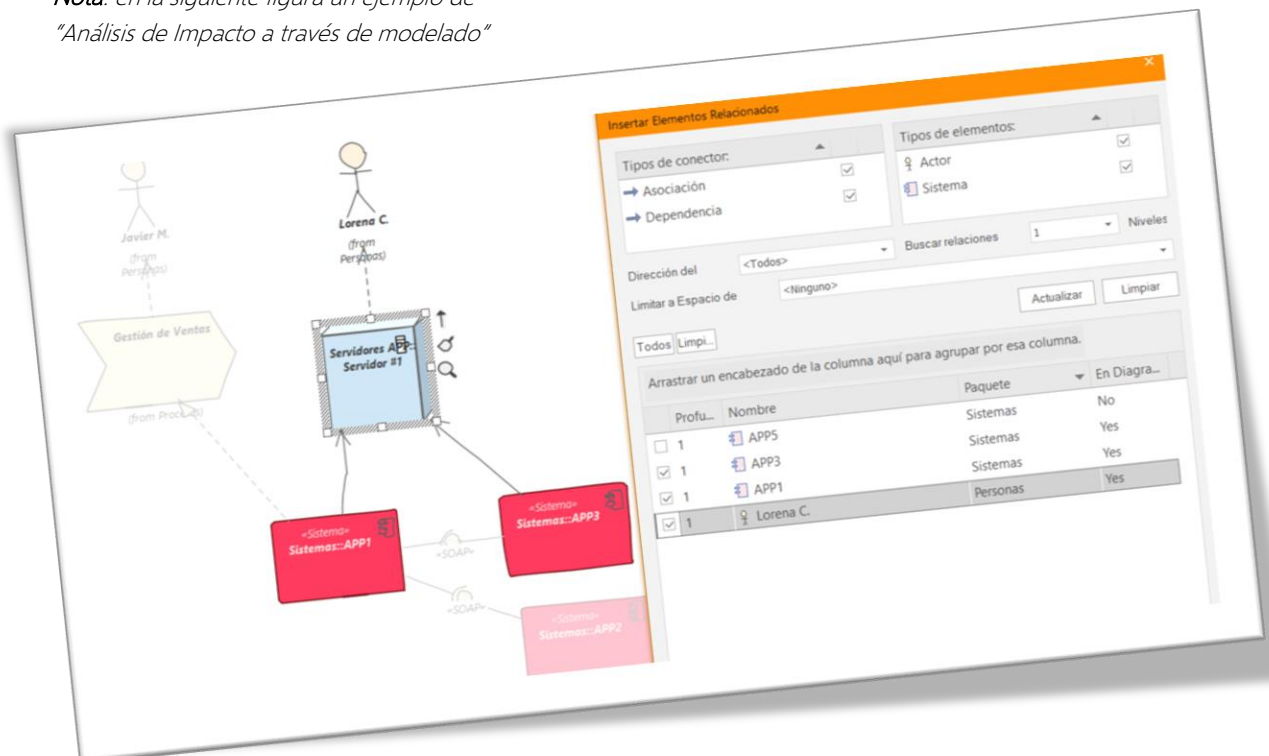 Nota: en la siguiente figura un ejemplo de
"Análisis de Impacto a través de modelado"
Javier M.
(from
Personas)
Gestión de Ventas
(from Procesos)
Lorena C.
(from
Personas)
Servidores APP::
Servidor #1
«Sistema»
Sistemas::APP1
«SOAP»
«SOAP»
«Sistema»
Sistemas::APP3
«Sistema»
Sistemas::APP2
Insertar Elementos Relacionados
Tipos de conector:
Asociación
Dependencia
Tipos de elementos:
Actor
Sistema
Dirección del <Todos> Buscar relaciones 1 Niveles
Limitar a Espacio de <Ninguno>
Actualizar Limpiar
Todos Limpi...
Arrastrar un encabezado de la columna aquí para agrupar por esa columna.
Profu... Nombre Paquete En Diagra...
1 APP5 Sistemas No
1 APP3 Sistemas Yes
1 APP1 Sistemas Yes
1 Lorena C. Personas Yes